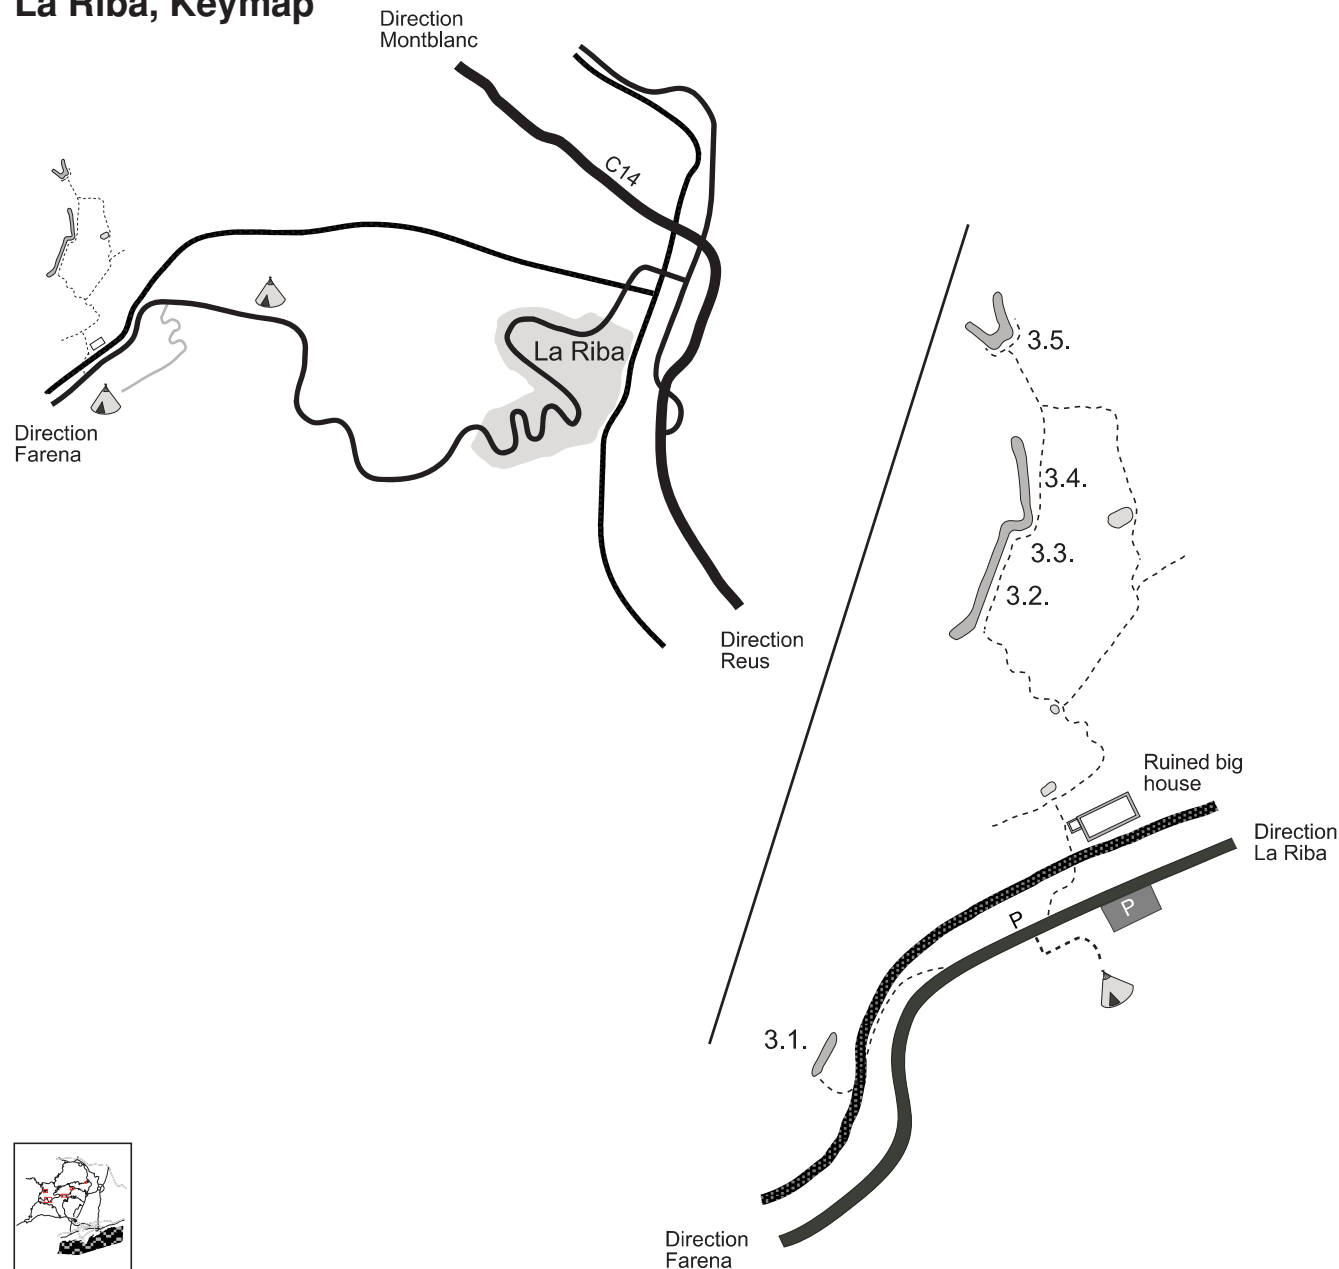 La Riba, Keymap
Direction
Montblanc
C14
La Riba
Direction
Farena
Direction
Reus
3.5.
3.4.
3.3.
3.2.
Ruined big
house
Direction
La Riba
P
P
3.1.
Direction
Farena